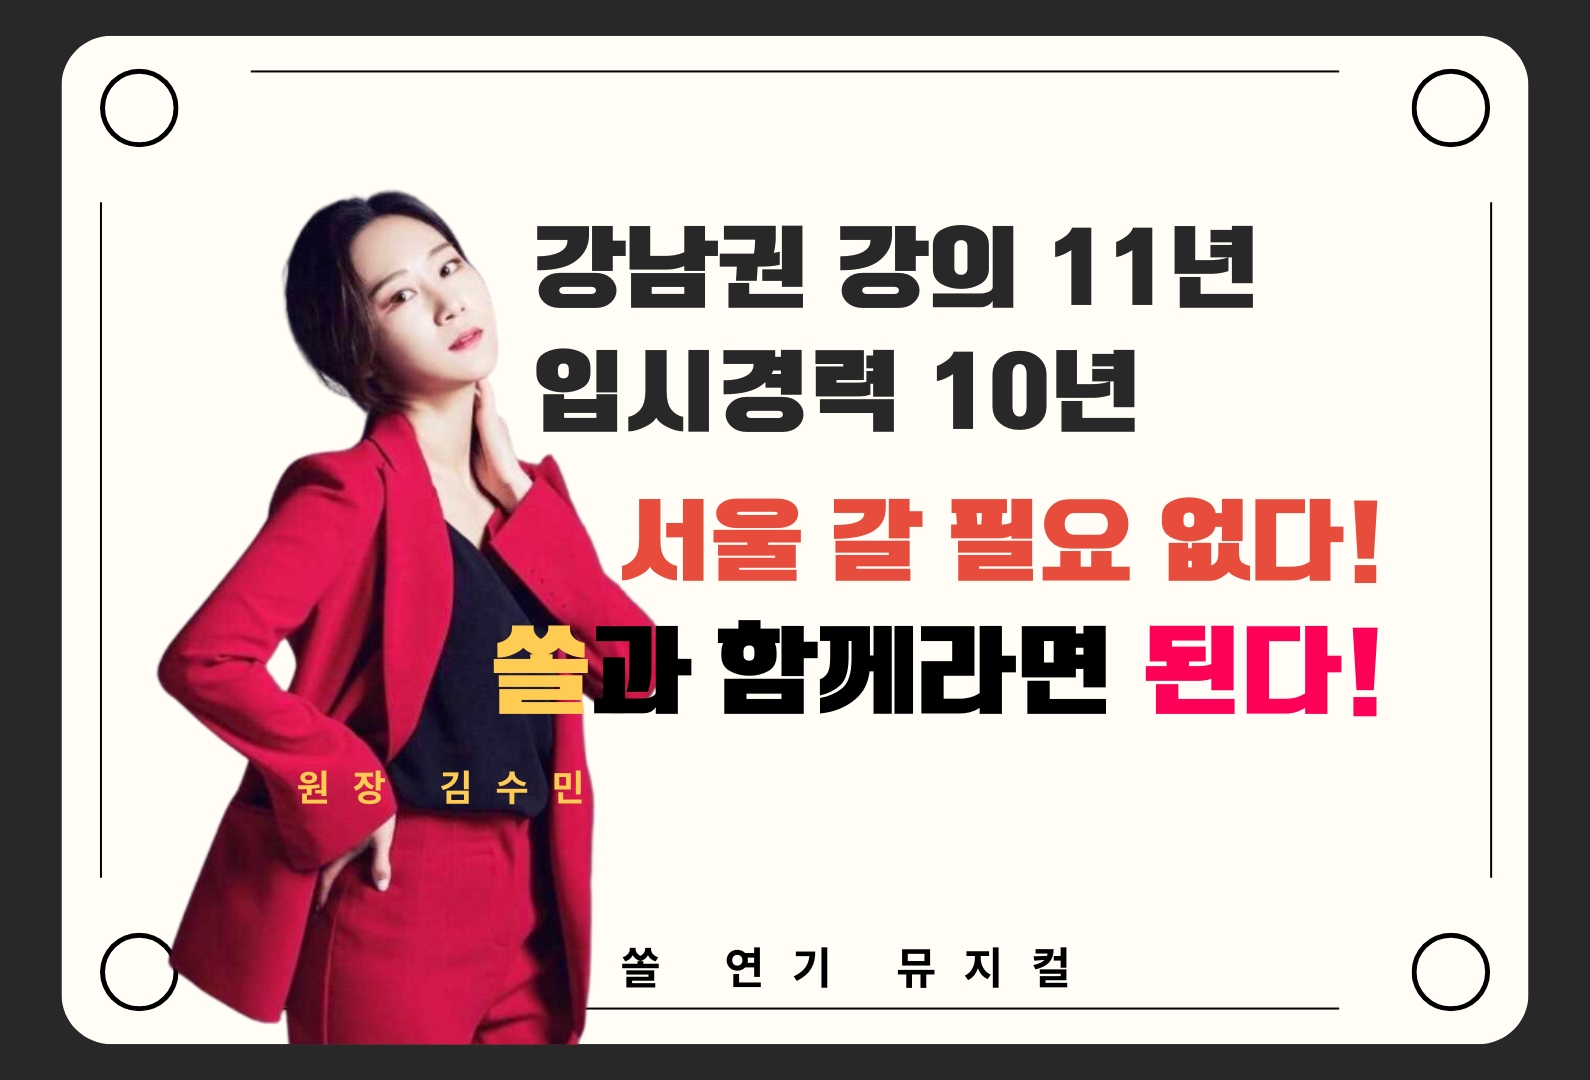 강남권 강의 11년
입시경력 10년
서울 갈 필요 없다!
쏠과 함께라면 된다!
원장 김수민
쏠 연기 뮤지컬